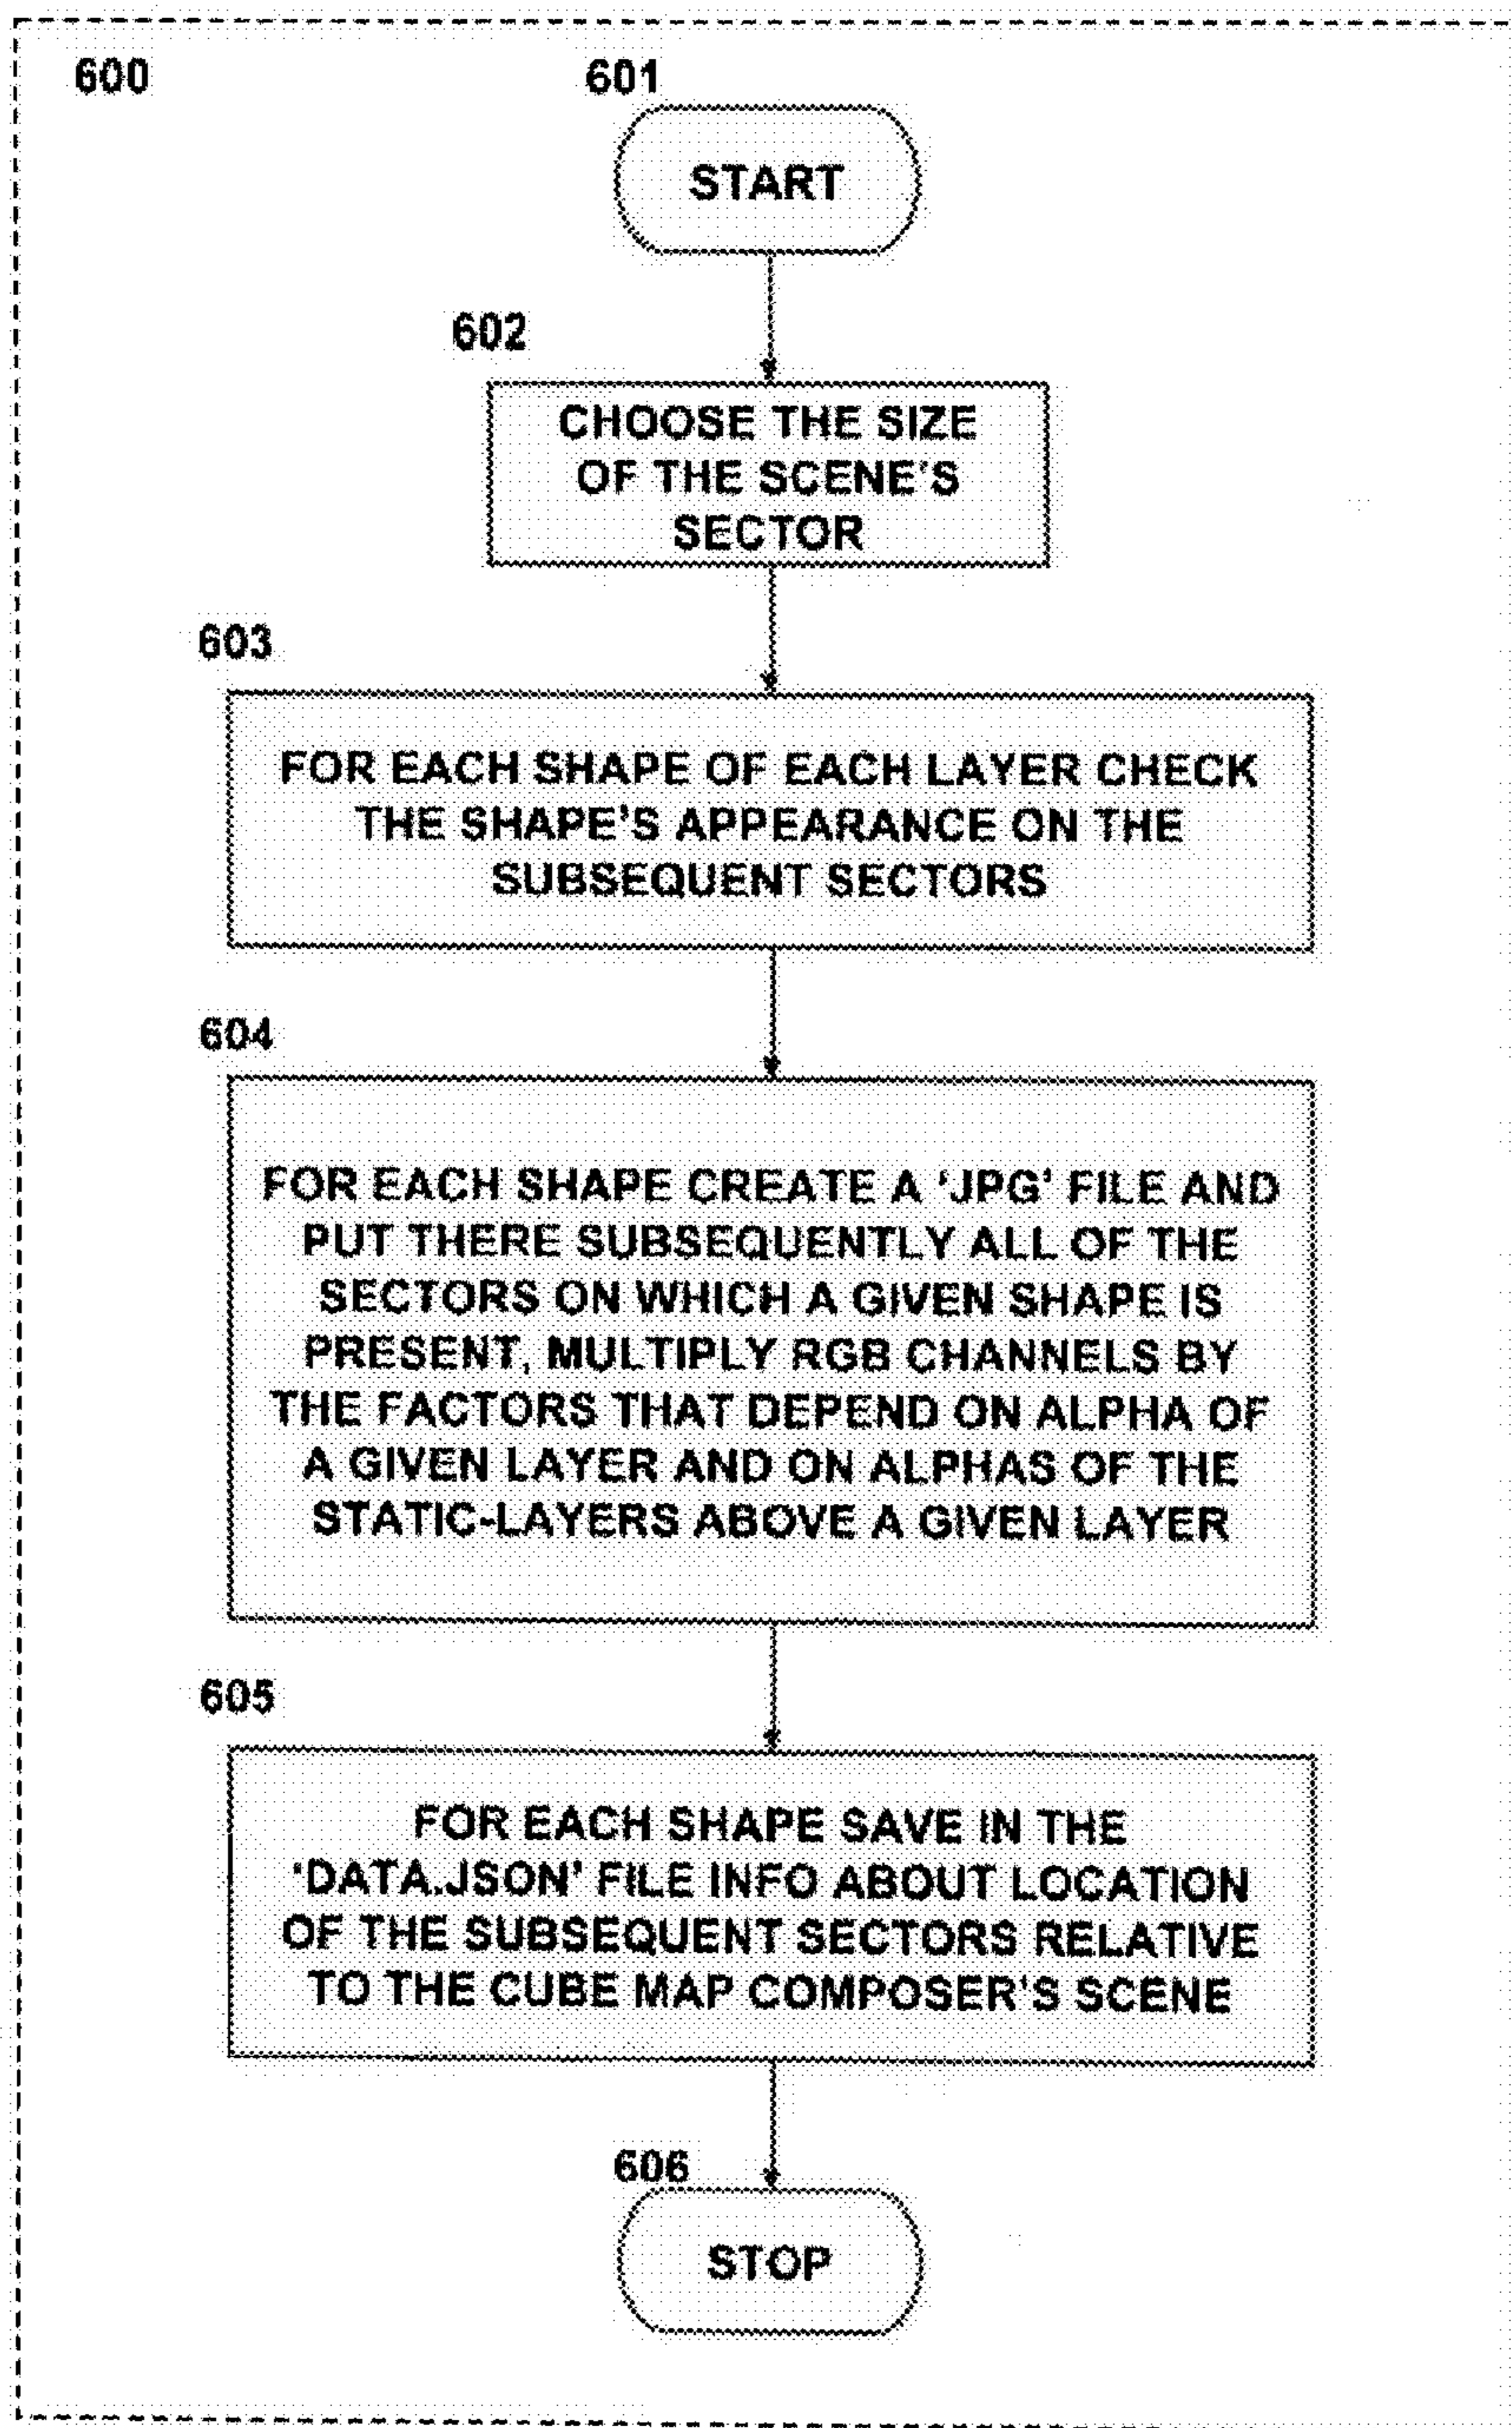 600
601
START
602
CHOOSE THE SIZE
OF THE SCENE'S
SECTOR
603
FOR EACH SHAPE OF EACH LAYER CHECK
THE SHAPE'S APPEARANCE ON THE
SUBSEQUENT SECTORS
604
FOR EACH SHAPE CREATE A 'JPG' FILE AND
PUT THERE SUBSEQUENTLY ALL OF THE
SECTORS ON WHICH A GIVEN SHAPE IS
PRESENT, MULTIPLY RGB CHANNELS BY
THE FACTORS THAT DEPEND ON ALPHA OF
A GIVEN LAYER AND ON ALPHAS OF THE
STATIC-LAYERS ABOVE A GIVEN LAYER
605
FOR EACH SHAPE SAVE IN THE
'DATA.JSON' FILE INFO ABOUT LOCATION
OF THE SUBSEQUENT SECTORS RELATIVE
TO THE CUBE MAP COMPOSER'S SCENE
606
STOP